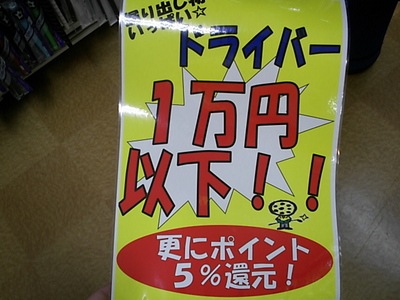 掘り出し物
いっぱい☆
ドライバー
1万円
以下!!
更にポイント
5%還元!